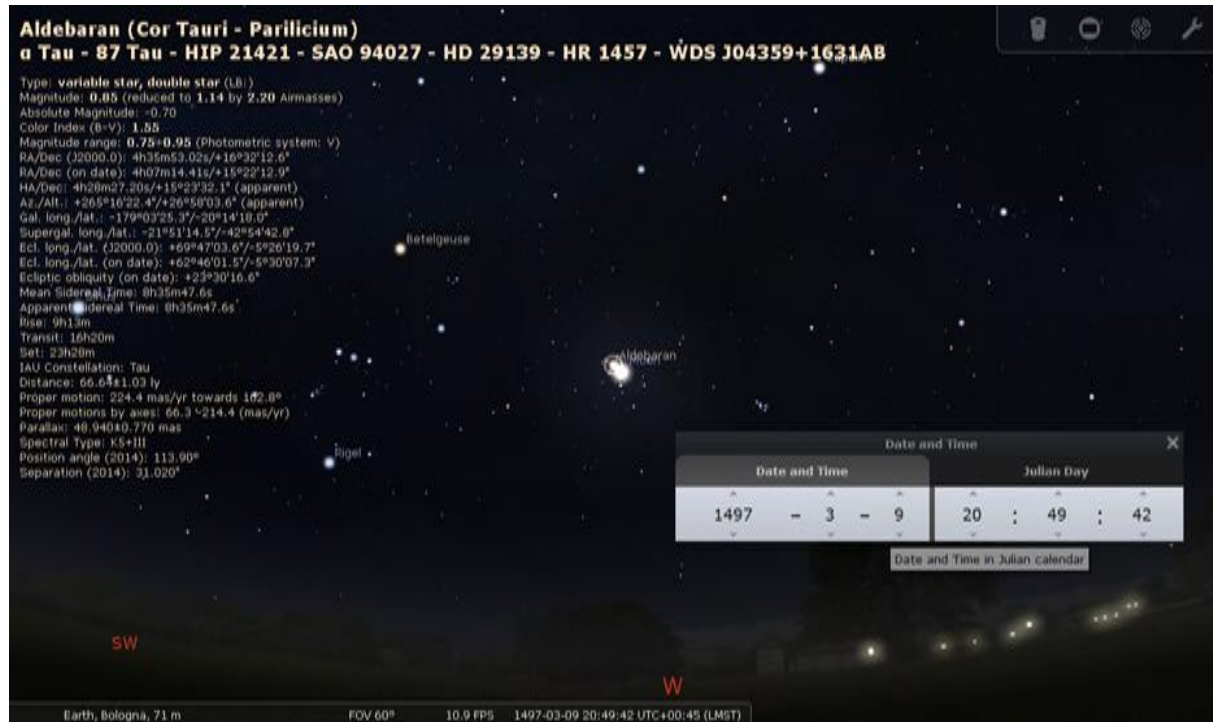 Aldebaran (Cor Tauri - Parilicium)
α Tau - 87 Tau - HIP 21421 - SAO 94027 - HD 29139 - HR 1457 - WDS J04359+1631AB
Type: variable star, double star (LB:)
Magnitude: 0.85 (reduced to 1.14 by 2.20 Airmasses)
Absolute Magnitude: -0.70
Color Index (B-V): 1.55
Magnitude range: 0.75÷0.95 (Photometric system: V)
RA/Dec (J2000.0): 4h35m53.02s/+16°32'12.6"
RA/Dec (on date): 4h07m14.41s/+15°22'12.9"
HA/Dec: 4h28m27.20s/+15°23'32.1" (apparent)
Az./Alt.: +265°16'22.4"/+26°58'03.6" (apparent)
Gal. long./lat.: -179°03'25.3"/-20°14'18.0"
Supergal. long./lat.: -21°51'14.5"/-42°54'42.8"
Ecl. long./lat. (J2000.0): +69°47'03.6"/-5°26'19.7"
Ecl. long./lat. (on date): +62°46'01.5"/-5°30'07.3"
Ecliptic obliquity (on date): +23°30'16.6"
Mean Sidereal Time: 8h35m47.6s
Apparent Sidereal Time: 8h35m47.6s
Rise: 9h13m
Transit: 16h20m
Set: 23h28m
IAU Constellation: Tau
Distance: 66.64±1.03 ly
Proper motion: 224.4 mas/yr towards 162.8°
Proper motions by axes: 66.3 -214.4 (mas/yr)
Parallax: 48.940±0.770 mas
Spectral Type: K5+III
Position angle (2014): 113.90°
Separation (2014): 31.020"
Betelgeuse
Aldebaran
Rigel
Date and Time
Date and Time Julian Day
1497 - 3 - 9 20 : 49 : 42
Date and Time in Julian calendar
SW
W
Earth, Bologna, 71 m FOV 60° 10.9 FPS 1497-03-09 20:49:42 UTC+00:45 (LMST)